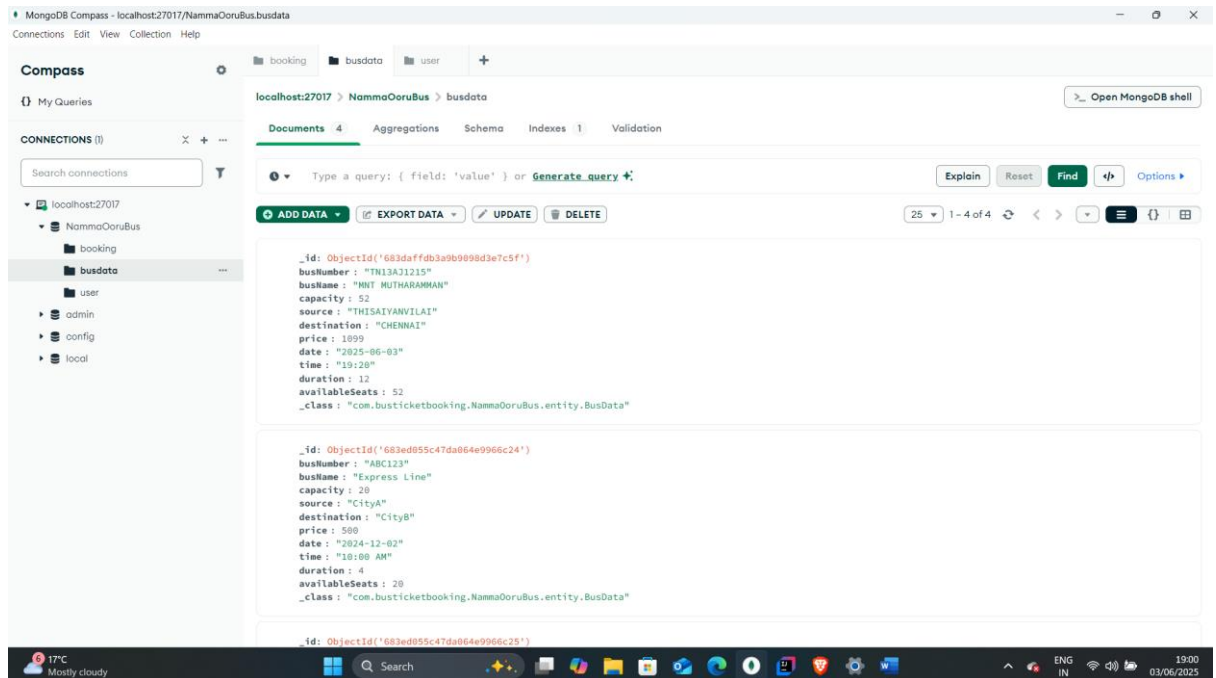 MongoDB Compass - localhost:27017/NammaOoruBus.busdata
Connections Edit View Collection Help
Compass
{} My Queries
CONNECTIONS (1)
Search connections
localhost:27017
NammaOoruBus
booking
busdata
user
admin
config
local
booking busdata user
localhost:27017 > NammaOoruBus > busdata
>_ Open MongoDB shell
Documents 4 Aggregations Schema Indexes 1 Validation
Type a query: { field: 'value' } or Generate query
Explain Reset Find </> Options
ADD DATA EXPORT DATA UPDATE DELETE
25 1 – 4 of 4 {}
_id: ObjectId('683daffdb3a9b9098d3e7c5f')
busNumber : "TN13AJ1215"
busName : "MNT MUTHARAMMAN"
capacity : 52
source : "THISAIYANVILAI"
destination : "CHENNAI"
price : 1099
date : "2025-06-03"
time : "19:20"
duration : 12
availableSeats : 52
_class : "com.busticketbooking.NammaOoruBus.entity.BusData"
_id: ObjectId('683ed055c47da064e9966c24')
busNumber : "ABC123"
busName : "Express Line"
capacity : 20
source : "CityA"
destination : "CityB"
price : 500
date : "2024-12-02"
time : "10:00 AM"
duration : 4
availableSeats : 20
_class : "com.busticketbooking.NammaOoruBus.entity.BusData"
_id: ObjectId('683ed055c47da064e9966c25')
6
17°C
Mostly cloudy
Search
ENG
IN
19:00
03/06/2025